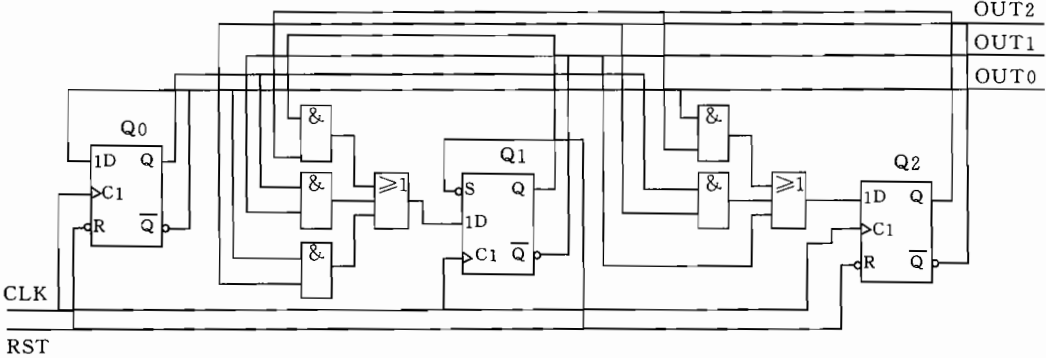 OUT2
OUT1
OUT0
Q0
1D Q
C1
R Q̅
&
&
&
≥1
Q1
S Q
1D
C1 Q̅
&
&
≥1
Q2
1D Q
C1
R Q̅
CLK
RST